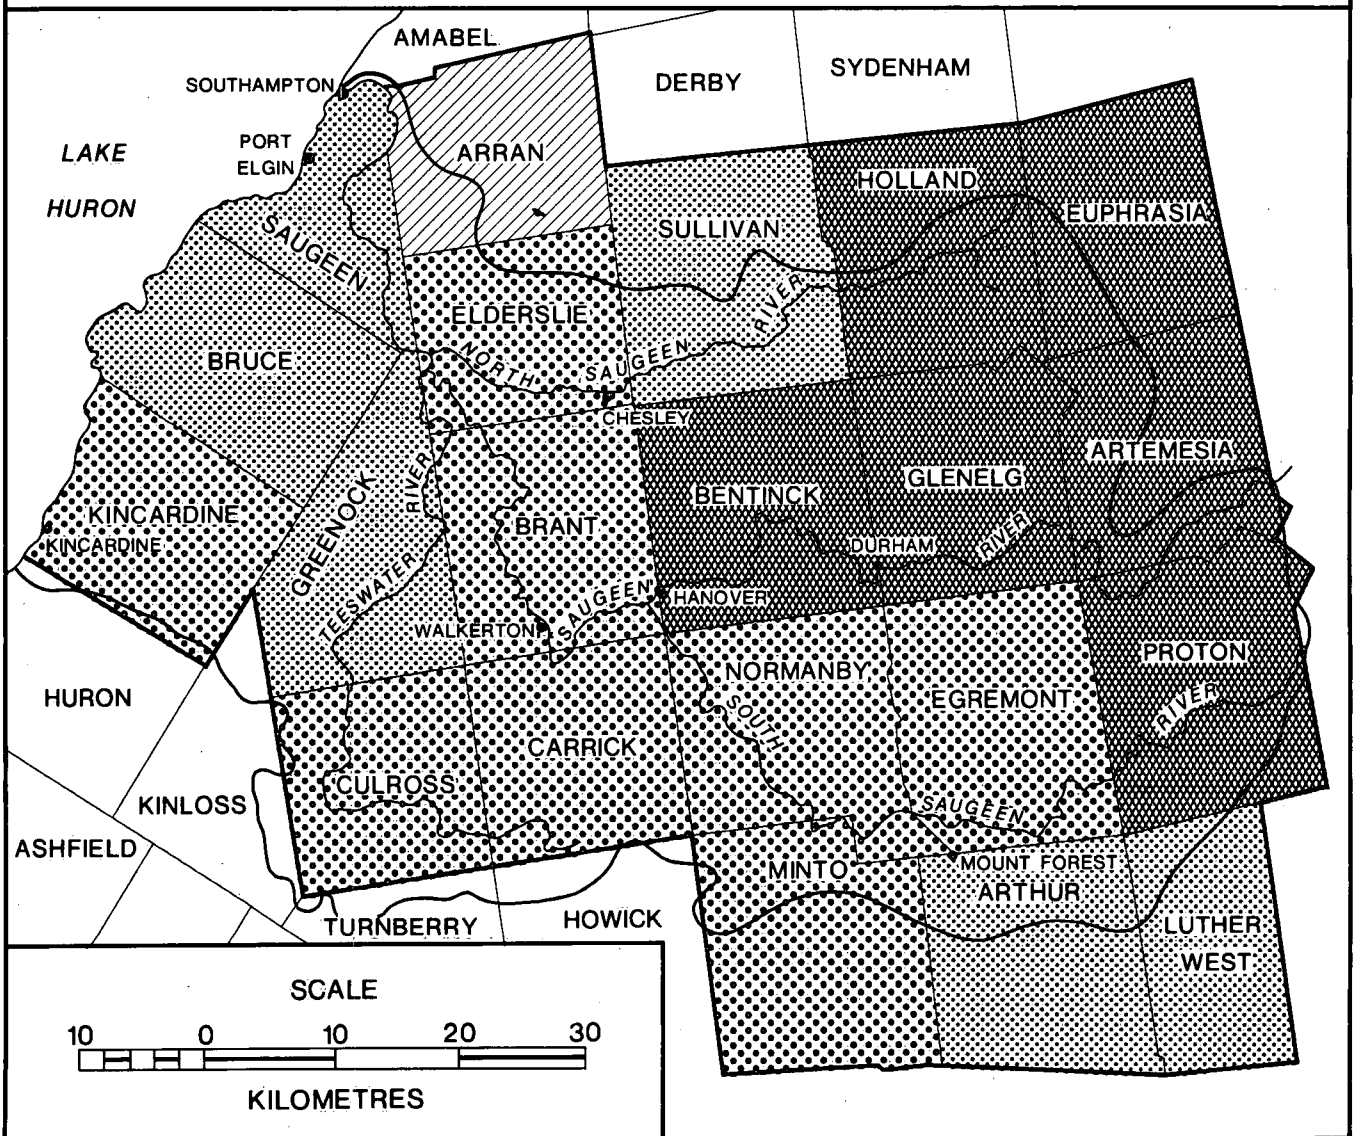 AMABEL
SOUTHAMPTON
DERBY
SYDENHAM
PORT
ELGIN
LAKE
HURON
ARRAN
HOLLAND
EUPHRASIA
SAUGEEN
SULLIVAN
RIVER
ELDERSLIE
BRUCE
NORTH
SAUGEEN
CHESLEY
ARTEMESIA
GLENELG
BENTINCK
KINCARDINE
KINCARDINE
GREENOCK
RIVER
TEESWATER
BRANT
DURHAM
RIVER
HANOVER
SAUGEEN
WALKERTON
PROTON
RIVER
NORMANBY
EGREMONT
SOUTH
HURON
CARRICK
CULROSS
KINLOSS
SAUGEEN
ASHFIELD
MINTO
MOUNT FOREST
ARTHUR
TURNBERRY
HOWICK
LUTHER
WEST
SCALE
10 0 10 20 30
KILOMETRES